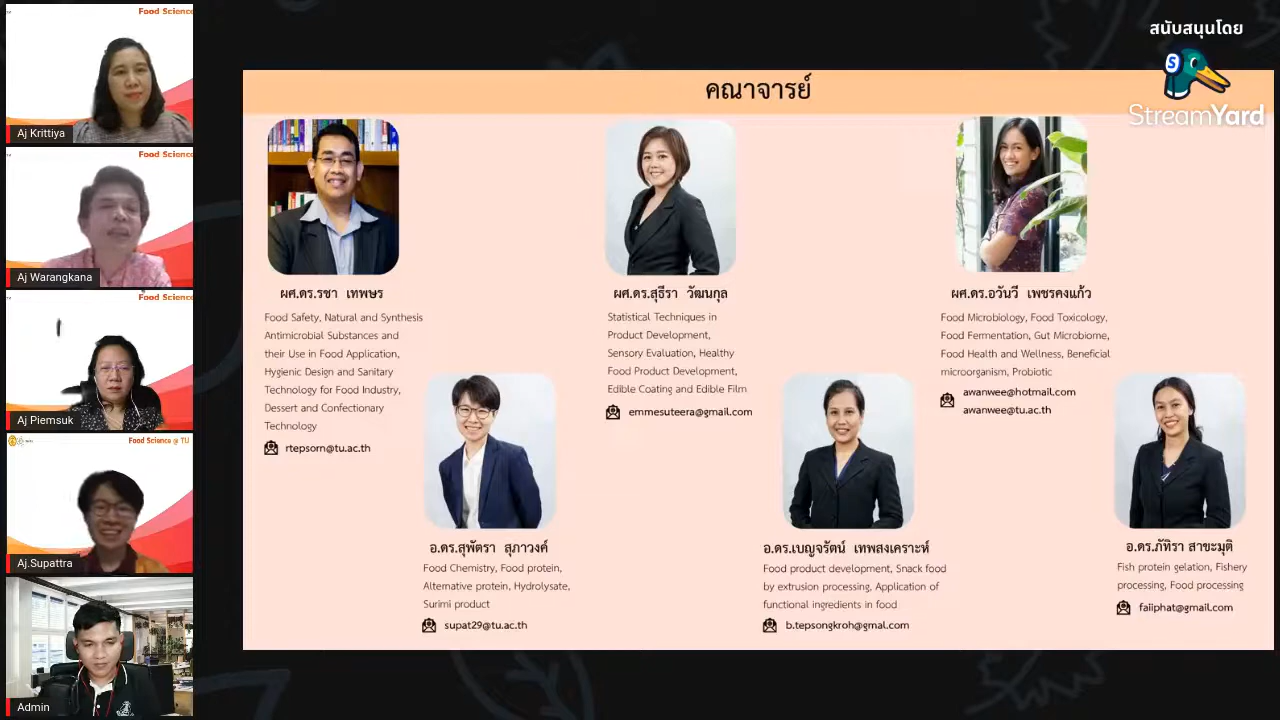 Food Science
Aj Krittiya
Food Science
Aj Warangkana
Food Science
Aj Piemsuk
Food Science @ TU
Aj.Supattra
Admin
สนับสนุนโดย
StreamYard
คณาจารย์
ผศ.ดร.รชา เทพษร
Food Safety, Natural and Synthesis
Antimicrobial Substances and
their Use in Food Application,
Hygienic Design and Sanitary
Technology for Food Industry,
Dessert and Confectionary
Technology
rtepsorn@tu.ac.th
ผศ.ดร.สุธีรา วัฒนกุล
Statistical Techniques in
Product Development,
Sensory Evaluation, Healthy
Food Product Development,
Edible Coating and Edible Film
emmesuteera@gmail.com
ผศ.ดร.อวันวี เพชรคงแก้ว
Food Microbiology, Food Toxicology,
Food Fermentation, Gut Microbiome,
Food Health and Wellness, Beneficial
microorganism, Probiotic
awanwee@hotmail.com
awanwee@tu.ac.th
อ.ดร.สุพัตรา สุภาวงค์
Food Chemistry, Food protein,
Alternative protein, Hydrolysate,
Surimi product
supat29@tu.ac.th
อ.ดร.เบญจรัตน์ เทพสงเคราะห์
Food product development, Snack food
by extrusion processing, Application of
functional ingredients in food
b.tepsongkroh@gmal.com
อ.ดร.ภัทิรา สาขะมุติ
Fish protein gelation, Fishery
processing, Food processing
faiiphat@gmail.com